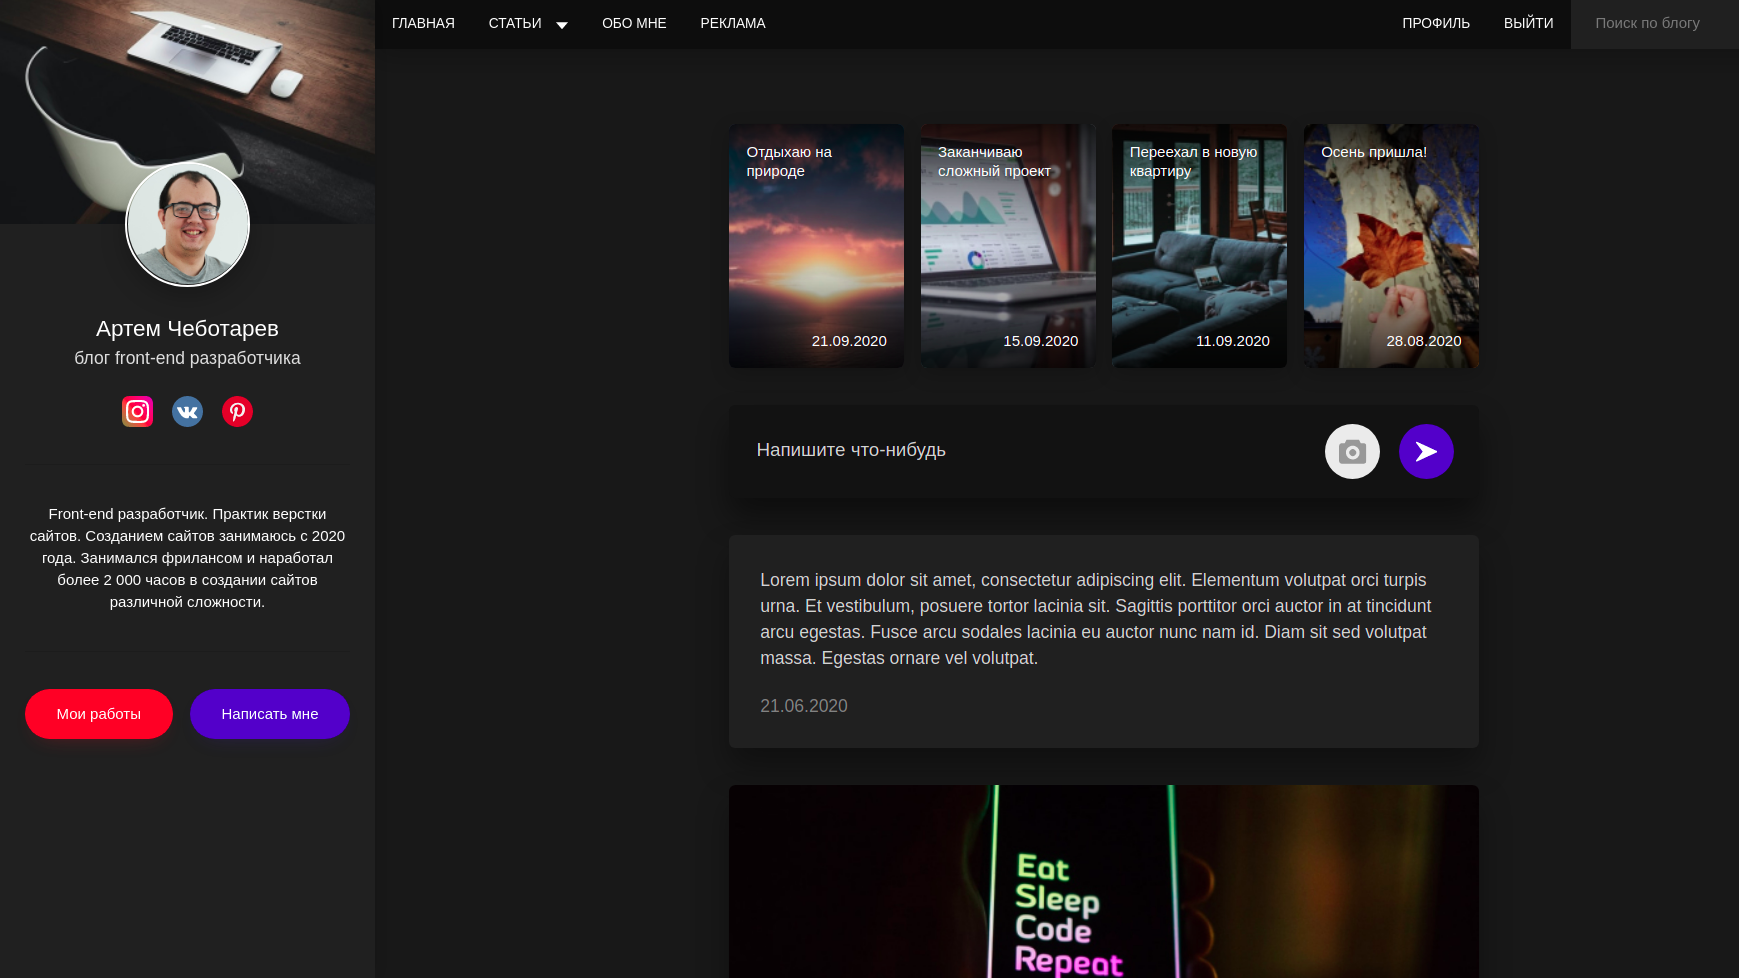 ГЛАВНАЯ
СТАТЬИ
ОБО МНЕ
РЕКЛАМА
ПРОФИЛЬ
ВЫЙТИ
Поиск по блогу
Артем Чеботарев
блог front-end разработчика
Front-end разработчик. Практик верстки
сайтов. Созданием сайтов занимаюсь с 2020
года. Занимался фрилансом и наработал
более 2 000 часов в создании сайтов
различной сложности.
Мои работы
Написать мне
Отдыхаю на
природе
21.09.2020
Заканчиваю
сложный проект
15.09.2020
Переехал в новую
квартиру
11.09.2020
Осень пришла!
28.08.2020
Напишите что-нибудь
Lorem ipsum dolor sit amet, consectetur adipiscing elit. Elementum volutpat orci turpis
urna. Et vestibulum, posuere tortor lacinia sit. Sagittis porttitor orci auctor in at tincidunt
arcu egestas. Fusce arcu sodales lacinia eu auctor nunc nam id. Diam sit sed volutpat
massa. Egestas ornare vel volutpat.
21.06.2020
Eat
Sleep
Code
Repeat